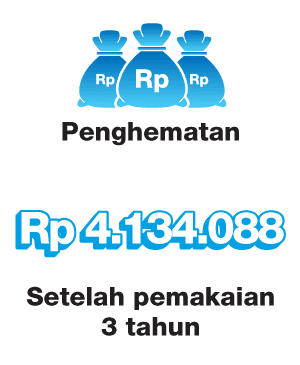 Rp Rp Rp
Penghematan
Rp 4.134.088
Setelah pemakaian
3 tahun